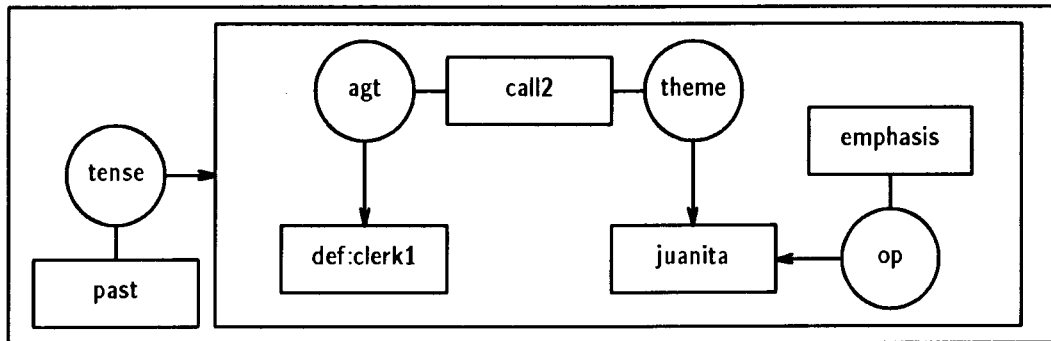 agt
call2
theme
emphasis
tense
def:clerk1
juanita
op
past